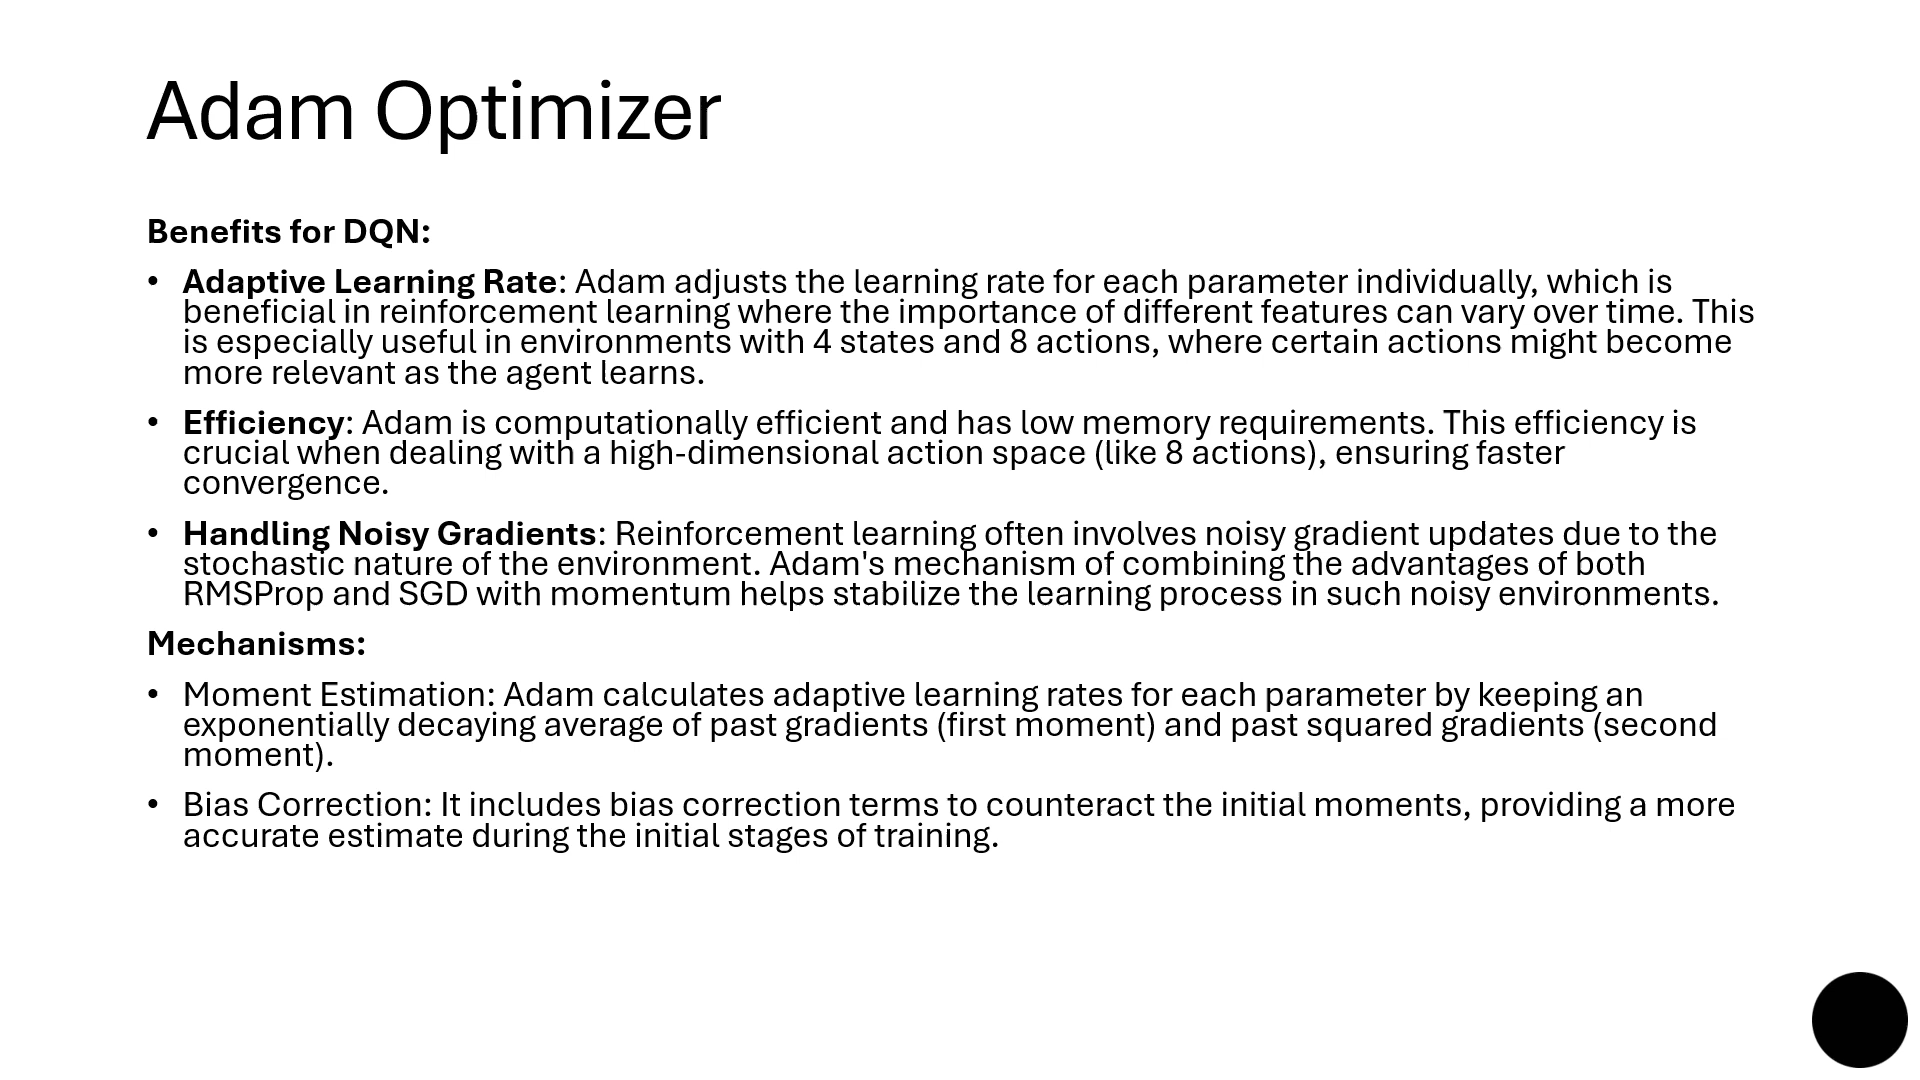 Adam Optimizer
Benefits for DQN:
• Adaptive Learning Rate: Adam adjusts the learning rate for each parameter individually, which is
beneficial in reinforcement learning where the importance of different features can vary over time. This
is especially useful in environments with 4 states and 8 actions, where certain actions might become
more relevant as the agent learns.
• Efficiency: Adam is computationally efficient and has low memory requirements. This efficiency is
crucial when dealing with a high-dimensional action space (like 8 actions), ensuring faster
convergence.
• Handling Noisy Gradients: Reinforcement learning often involves noisy gradient updates due to the
stochastic nature of the environment. Adam's mechanism of combining the advantages of both
RMSProp and SGD with momentum helps stabilize the learning process in such noisy environments.
Mechanisms:
• Moment Estimation: Adam calculates adaptive learning rates for each parameter by keeping an
exponentially decaying average of past gradients (first moment) and past squared gradients (second
moment).
• Bias Correction: It includes bias correction terms to counteract the initial moments, providing a more
accurate estimate during the initial stages of training.